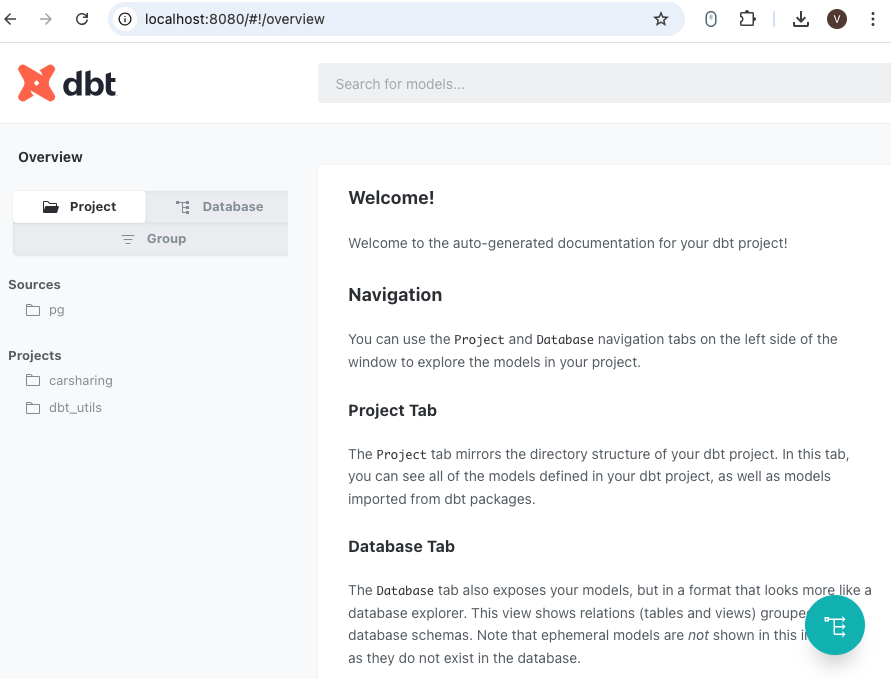 localhost:8080/#!/overview
V
dbt
Search for models...
Overview
Project
Database
Group
Sources
pg
Projects
carsharing
dbt_utils
Welcome!
Welcome to the auto-generated documentation for your dbt project!
Navigation
You can use the Project and Database navigation tabs on the left side of the
window to explore the models in your project.
Project Tab
The Project tab mirrors the directory structure of your dbt project. In this tab,
you can see all of the models defined in your dbt project, as well as models
imported from dbt packages.
Database Tab
The Database tab also exposes your models, but in a format that looks more like a
database explorer. This view shows relations (tables and views)
database schemas. Note that ephemeral models are not shown in this
as they do not exist in the database.